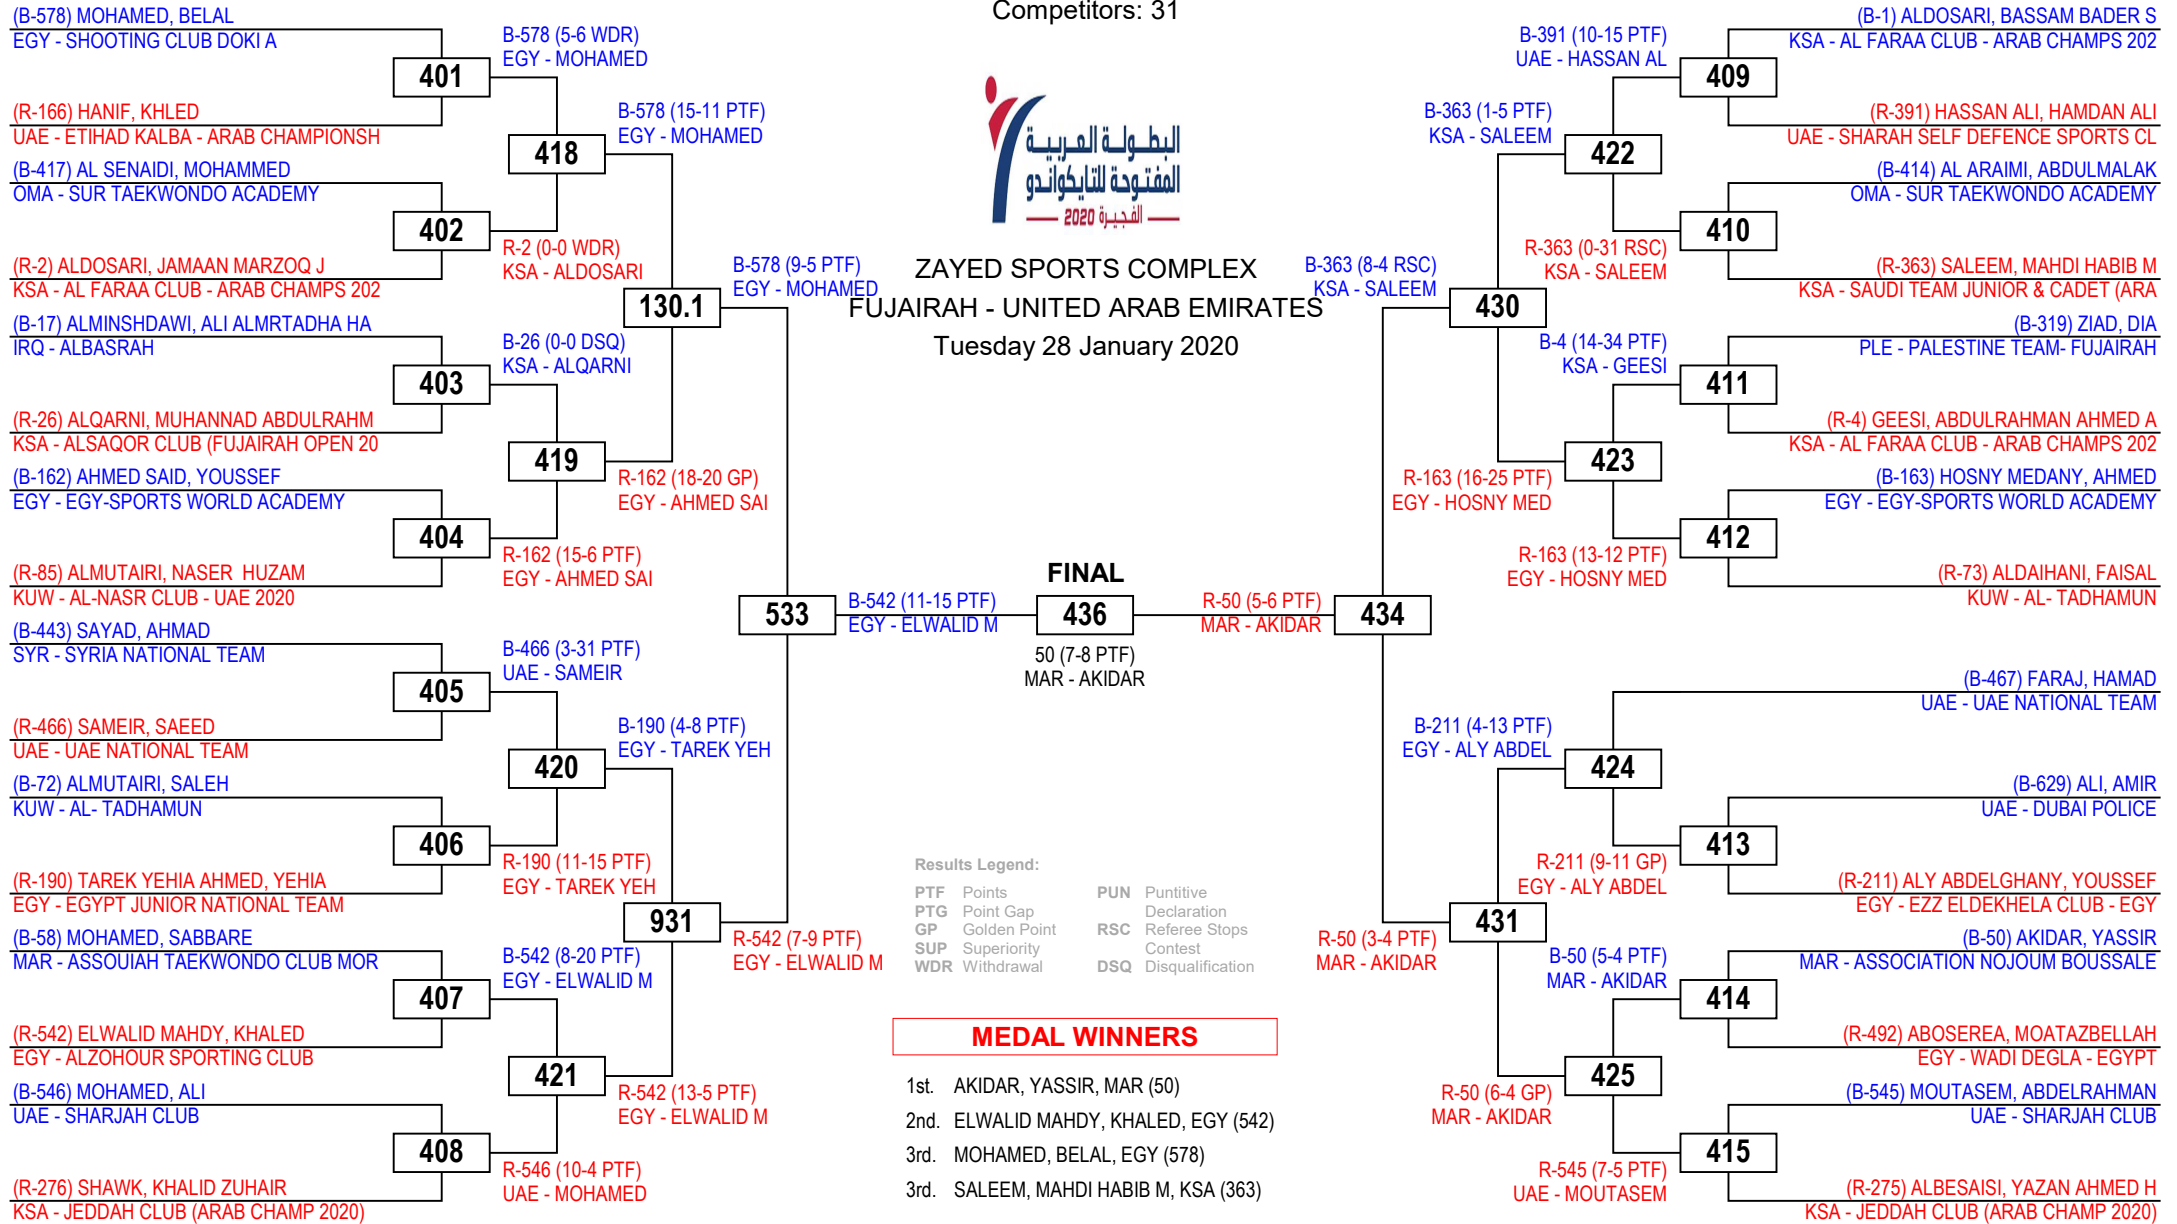 Competitors: 31
البطولة العربية
المفتوحة للتايكواندو
الفجيرة 2020
ZAYED SPORTS COMPLEX
FUJAIRAH - UNITED ARAB EMIRATES
Tuesday 28 January 2020
(B-578) MOHAMED, BELAL
EGY - SHOOTING CLUB DOKI A
401
(R-166) HANIF, KHLED
UAE - ETIHAD KALBA - ARAB CHAMPIONSH
(B-417) AL SENAIDI, MOHAMMED
OMA - SUR TAEKWONDO ACADEMY
402
(R-2) ALDOSARI, JAMAAN MARZOQ J
KSA - AL FARAA CLUB - ARAB CHAMPS 202
(B-17) ALMINSHDAWI, ALI ALMRTADHA HA
IRQ - ALBASRAH
403
(R-26) ALQARNI, MUHANNAD ABDULRAHM
KSA - ALSAQOR CLUB (FUJAIRAH OPEN 20
(B-162) AHMED SAID, YOUSSEF
EGY - EGY-SPORTS WORLD ACADEMY
404
(R-85) ALMUTAIRI, NASER  HUZAM
KUW - AL-NASR CLUB - UAE 2020
(B-443) SAYAD, AHMAD
SYR - SYRIA NATIONAL TEAM
405
(R-466) SAMEIR, SAEED
UAE - UAE NATIONAL TEAM
(B-72) ALMUTAIRI, SALEH
KUW - AL- TADHAMUN
406
(R-190) TAREK YEHIA AHMED, YEHIA
EGY - EGYPT JUNIOR NATIONAL TEAM
(B-58) MOHAMED, SABBARE
MAR - ASSOUIAH TAEKWONDO CLUB MOR
407
(R-542) ELWALID MAHDY, KHALED
EGY - ALZOHOUR SPORTING CLUB
(B-546) MOHAMED, ALI
UAE - SHARJAH CLUB
408
(R-276) SHAWK, KHALID ZUHAIR
KSA - JEDDAH CLUB (ARAB CHAMP 2020)
B-578 (5-6 WDR)
EGY - MOHAMED
418
R-2 (0-0 WDR)
KSA - ALDOSARI
B-26 (0-0 DSQ)
KSA - ALQARNI
419
R-162 (15-6 PTF)
EGY - AHMED SAI
B-466 (3-31 PTF)
UAE - SAMEIR
420
R-190 (11-15 PTF)
EGY - TAREK YEH
B-542 (8-20 PTF)
EGY - ELWALID M
421
R-546 (10-4 PTF)
UAE - MOHAMED
B-578 (15-11 PTF)
EGY - MOHAMED
130.1
R-162 (18-20 GP)
EGY - AHMED SAI
B-190 (4-8 PTF)
EGY - TAREK YEH
931
R-542 (13-5 PTF)
EGY - ELWALID M
B-578 (9-5 PTF)
EGY - MOHAMED
533
R-542 (7-9 PTF)
EGY - ELWALID M
B-542 (11-15 PTF)
EGY - ELWALID M
FINAL
436
50 (7-8 PTF)
MAR - AKIDAR
R-50 (5-6 PTF)
MAR - AKIDAR
434
B-363 (8-4 RSC)
KSA - SALEEM
R-50 (3-4 PTF)
MAR - AKIDAR
B-363 (1-5 PTF)
KSA - SALEEM
430
R-163 (16-25 PTF)
EGY - HOSNY MED
B-211 (4-13 PTF)
EGY - ALY ABDEL
431
R-50 (6-4 GP)
MAR - AKIDAR
B-391 (10-15 PTF)
UAE - HASSAN AL
422
R-363 (0-31 RSC)
KSA - SALEEM
B-4 (14-34 PTF)
KSA - GEESI
423
R-163 (13-12 PTF)
EGY - HOSNY MED
424
R-211 (9-11 GP)
EGY - ALY ABDEL
B-50 (5-4 PTF)
MAR - AKIDAR
425
R-545 (7-5 PTF)
UAE - MOUTASEM
(B-1) ALDOSARI, BASSAM BADER S
KSA - AL FARAA CLUB - ARAB CHAMPS 202
409
(R-391) HASSAN ALI, HAMDAN ALI
UAE - SHARAH SELF DEFENCE SPORTS CL
(B-414) AL ARAIMI, ABDULMALAK
OMA - SUR TAEKWONDO ACADEMY
410
(R-363) SALEEM, MAHDI HABIB M
KSA - SAUDI TEAM JUNIOR & CADET (ARA
(B-319) ZIAD, DIA
PLE - PALESTINE TEAM- FUJAIRAH
411
(R-4) GEESI, ABDULRAHMAN AHMED A
KSA - AL FARAA CLUB - ARAB CHAMPS 202
(B-163) HOSNY MEDANY, AHMED
EGY - EGY-SPORTS WORLD ACADEMY
412
(R-73) ALDAIHANI, FAISAL
KUW - AL- TADHAMUN
(B-467) FARAJ, HAMAD
UAE - UAE NATIONAL TEAM
(B-629) ALI, AMIR
UAE - DUBAI POLICE
413
(R-211) ALY ABDELGHANY, YOUSSEF
EGY - EZZ ELDEKHELA CLUB - EGY
(B-50) AKIDAR, YASSIR
MAR - ASSOCIATION NOJOUM BOUSSALE
414
(R-492) ABOSEREA, MOATAZBELLAH
EGY - WADI DEGLA - EGYPT
(B-545) MOUTASEM, ABDELRAHMAN
UAE - SHARJAH CLUB
415
(R-275) ALBESAISI, YAZAN AHMED H
KSA - JEDDAH CLUB (ARAB CHAMP 2020)
Results Legend:
PTF Points
PTG Point Gap
GP Golden Point
SUP Superiority
WDR Withdrawal
PUN Puntitive
Declaration
RSC Referee Stops
Contest
DSQ Disqualification
MEDAL WINNERS
1st. AKIDAR, YASSIR, MAR (50)
2nd. ELWALID MAHDY, KHALED, EGY (542)
3rd. MOHAMED, BELAL, EGY (578)
3rd. SALEEM, MAHDI HABIB M, KSA (363)